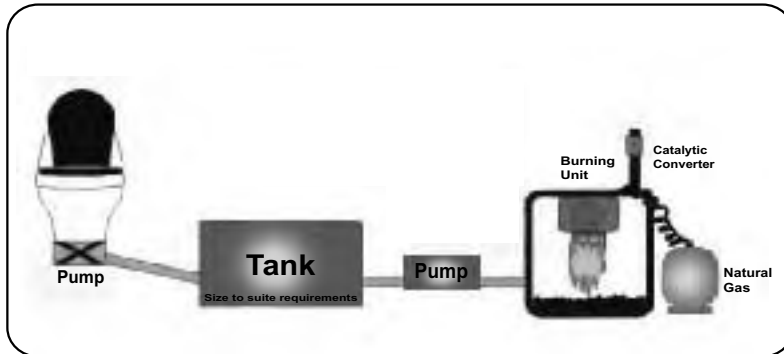 Pump
Tank
Size to suite requirements
Pump
Burning
Unit
Catalytic
Converter
Natural
Gas